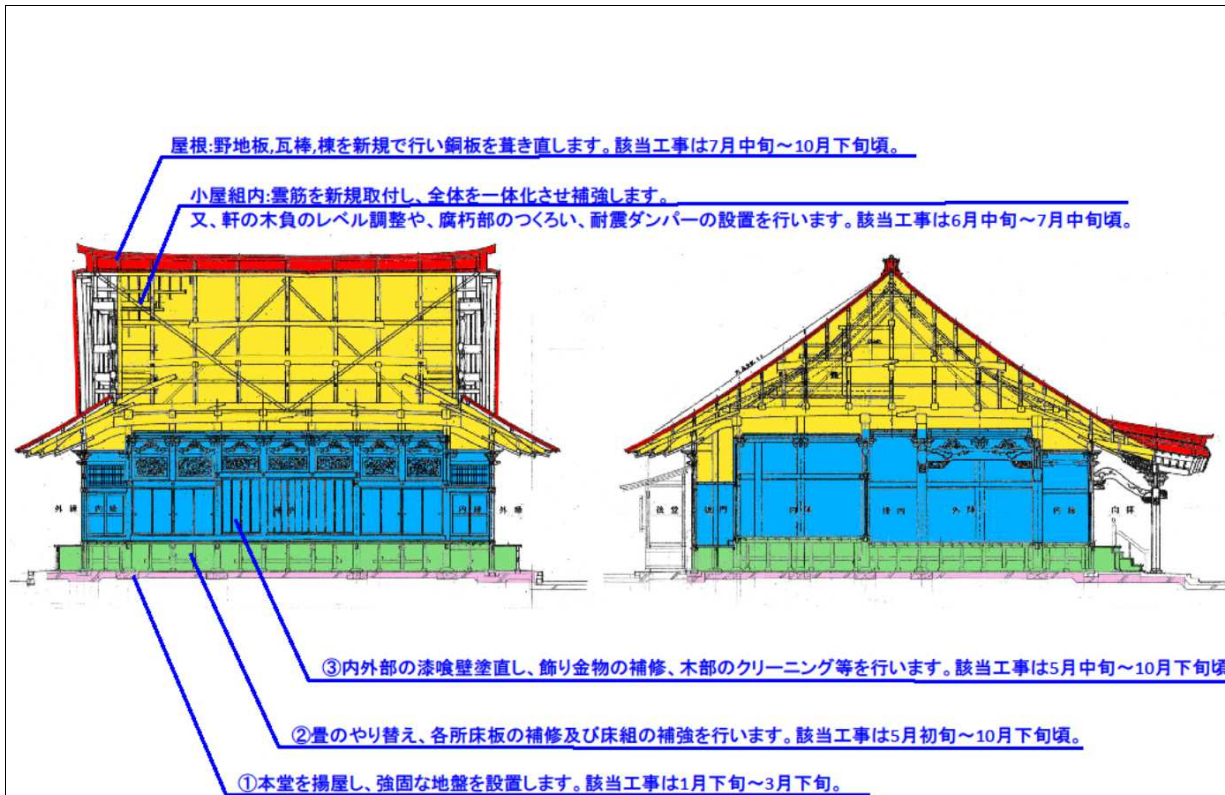 屋根:野地板,瓦棒,棟を新規で行い銅板を葺き直します。該当工事は7月中旬～10月下旬頃。
小屋組内:雲筋を新規取付し、全体を一体化させ補強します。
又、軒の木負のレベル調整や、腐朽部のつくろい、耐震ダンパーの設置を行います。該当工事は6月中旬～7月中旬頃。
外縁
内陣
外縁
後堂
後門
外陣
向拝
③内外部の漆喰壁塗直し、飾り金物の補修、木部のクリーニング等を行います。該当工事は5月中旬～10月下旬頃
②畳のやり替え、各所床板の補修及び床組の補強を行います。該当工事は5月初旬～10月下旬頃。
①本堂を揚屋し、強固な地盤を設置します。該当工事は1月下旬～3月下旬。